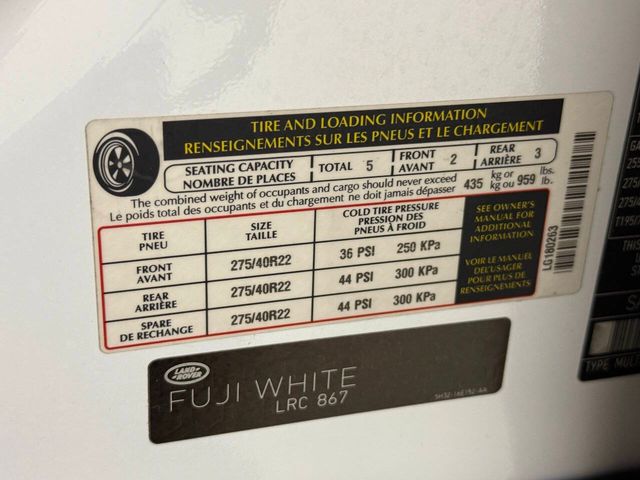 TIRE AND LOADING INFORMATION
RENSEIGNEMENTS SUR LES PNEUS ET LE CHARGEMENT
SEATING CAPACITY
NOMBRE DE PLACES
TOTAL 5
FRONT
AVANT 2
REAR
ARRIÈRE 3
The combined weight of occupants and cargo should never exceed
Le poids total des occupants et du chargement ne doit jamais dépasser
435 kg or
kg ou 959 lbs.
lb.
TIRE
PNEU
SIZE
TAILLE
COLD TIRE PRESSURE
PRESSION DES
PNEUS À FROID
FRONT
AVANT
275/40R22
36 PSI 250 KPa
REAR
ARRIÈRE
275/40R22
44 PSI 300 KPa
SPARE
DE RECHANGE
275/40R22
44 PSI 300 KPa
SEE OWNER'S
MANUAL FOR
ADDITIONAL
INFORMATION
VOIR LE MANUEL
DE L'USAGER
POUR PLUS DE
RENSEIGNEMENTS
LG180263
LAND-
ROVER
FUJI WHITE
LRC 867
TYPE